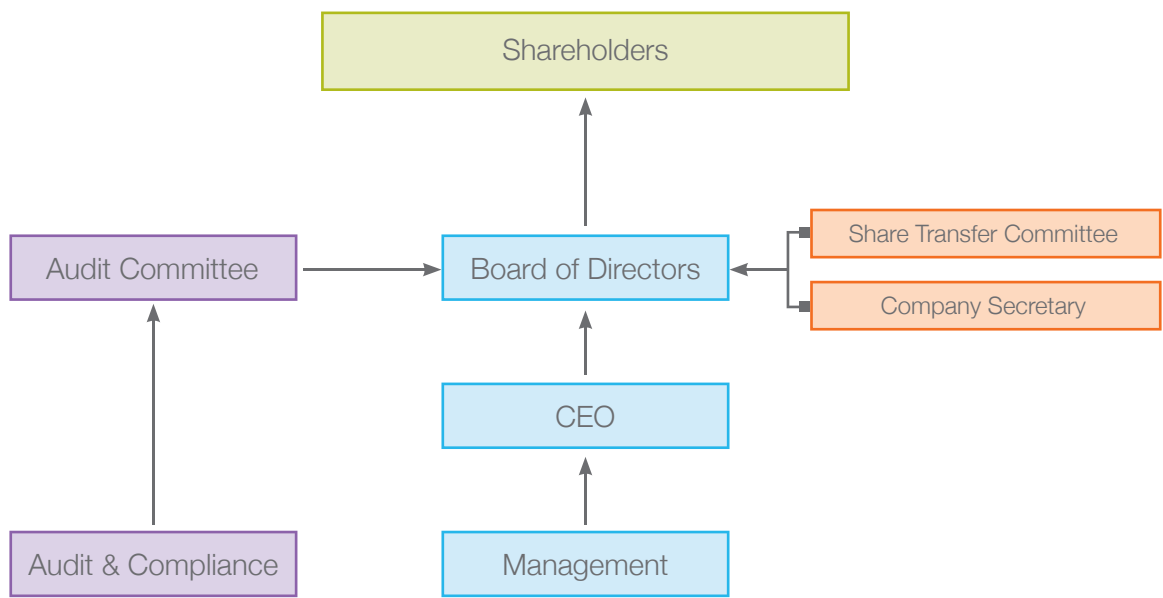 Shareholders
Share Transfer Committee
Audit Committee
Board of Directors
Company Secretary
CEO
Audit & Compliance
Management